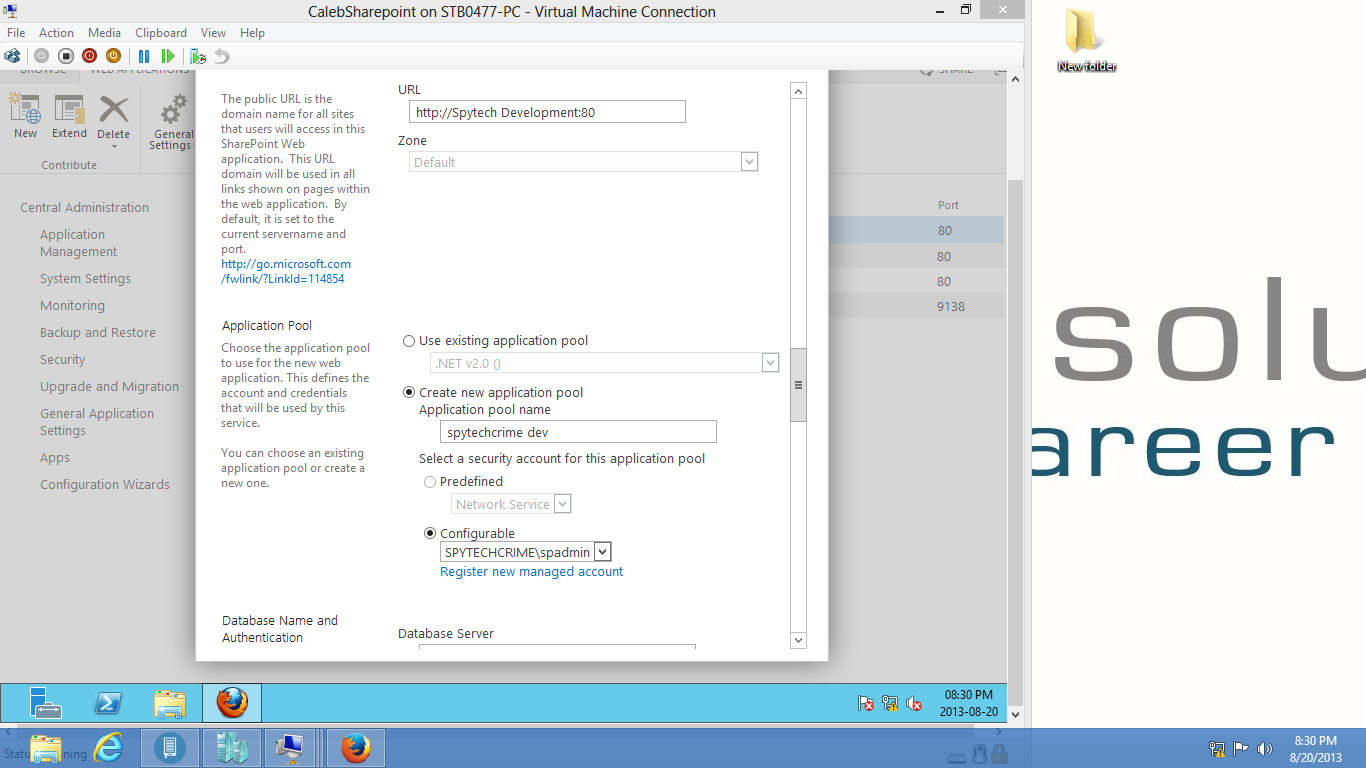 CalebSharepoint on STB0477-PC - Virtual Machine Connection
File Action Media Clipboard View Help
BROWSE WEB APPLICATIONS SHARE
New Extend Delete General Settings
Contribute
Central Administration
Application Management
System Settings
Monitoring
Backup and Restore
Security
Upgrade and Migration
General Application Settings
Apps
Configuration Wizards
The public URL is the
domain name for all sites
that users will access in this
SharePoint Web
application. This URL
domain will be used in all
links shown on pages within
the web application. By
default, it is set to the
current servername and
port.
http://go.microsoft.com
/fwlink/?LinkId=114854
URL
http://Spytech Development:80
Zone
Default
Application Pool
Choose the application pool
to use for the new web
application. This defines the
account and credentials
that will be used by this
service.
You can choose an existing
application pool or create a
new one.
Use existing application pool
.NET v2.0 ()
Create new application pool
Application pool name
spytechcrime dev
Select a security account for this application pool
Predefined
Network Service
Configurable
SPYTECHCRIME\spadmin
Register new managed account
Database Name and
Authentication
Database Server
Port
80
80
80
9138
08:30 PM
2013-08-20
New folder
solu
areer
8:30 PM
8/20/2013